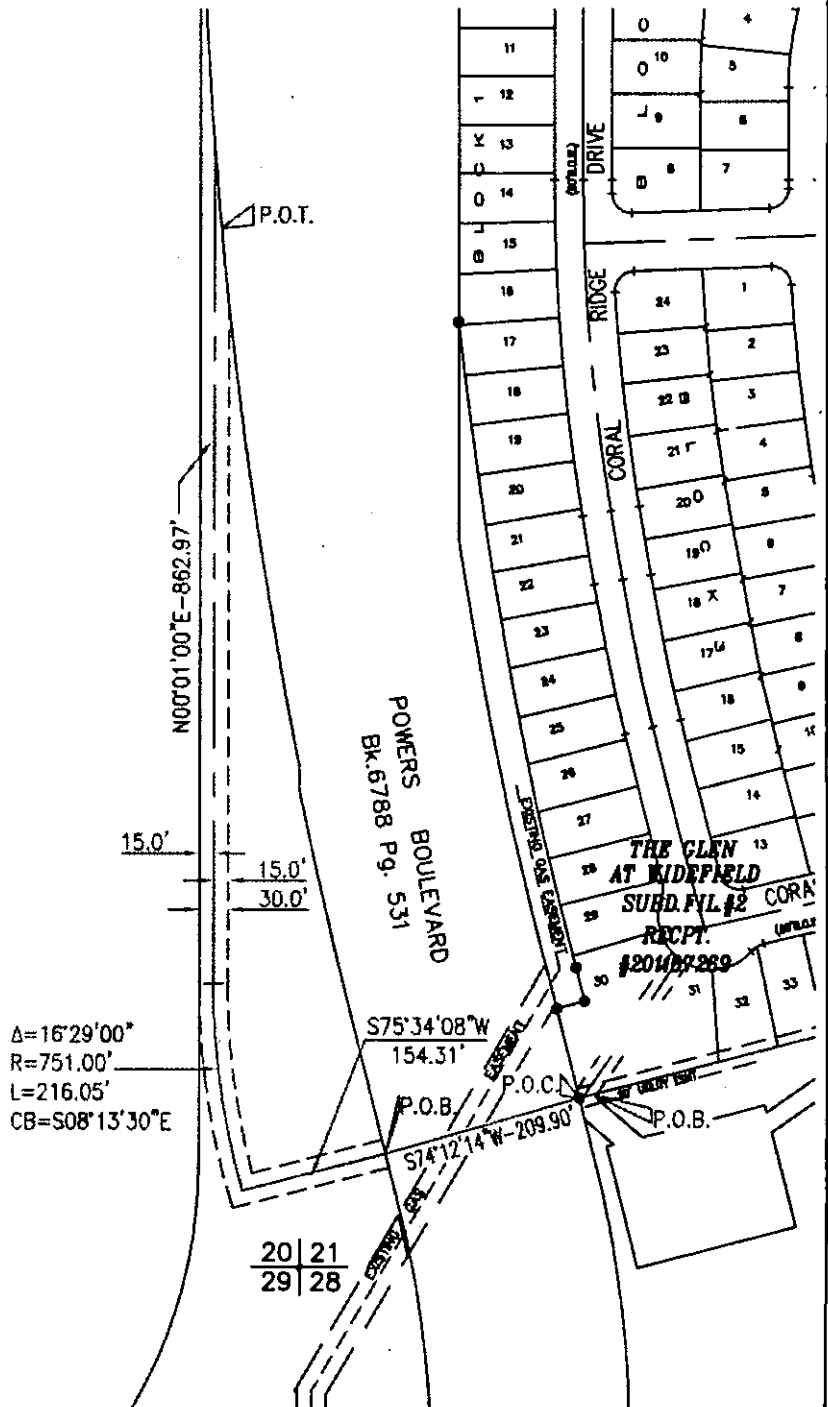 11
12
13
14
15
16
17
18
19
20
21
22
23
24
25
26
27
28
29
30
BLOCK 1
DRIVE
RIDGE
CORAL
BLOO
10
9
8
4
5
6
7
24
23
22
21
20
19
18
17
16
15
14
13
1
2
3
4
5
6
7
8
9
10
P.O.T.
N00°01'00"E-862.97'
POWERS BOULEVARD
Bk.6788 Pg. 531
EXISTING GAS EASEMENT
15.0'
15.0'
30.0'
THE GLEN
AT WIDEFIELD
SUBD.FIL.#2
RECPT.
CORA
31
32
33
Δ=16°29'00"
R=751.00'
L=216.05'
CB=S08°13'30"E
S75°34'08"W
154.31'
P.O.B.
P.O.C.
S74°12'14"W-209.90'
P.O.B.
EXISTING GAS EASEMENT
20 21
29 28